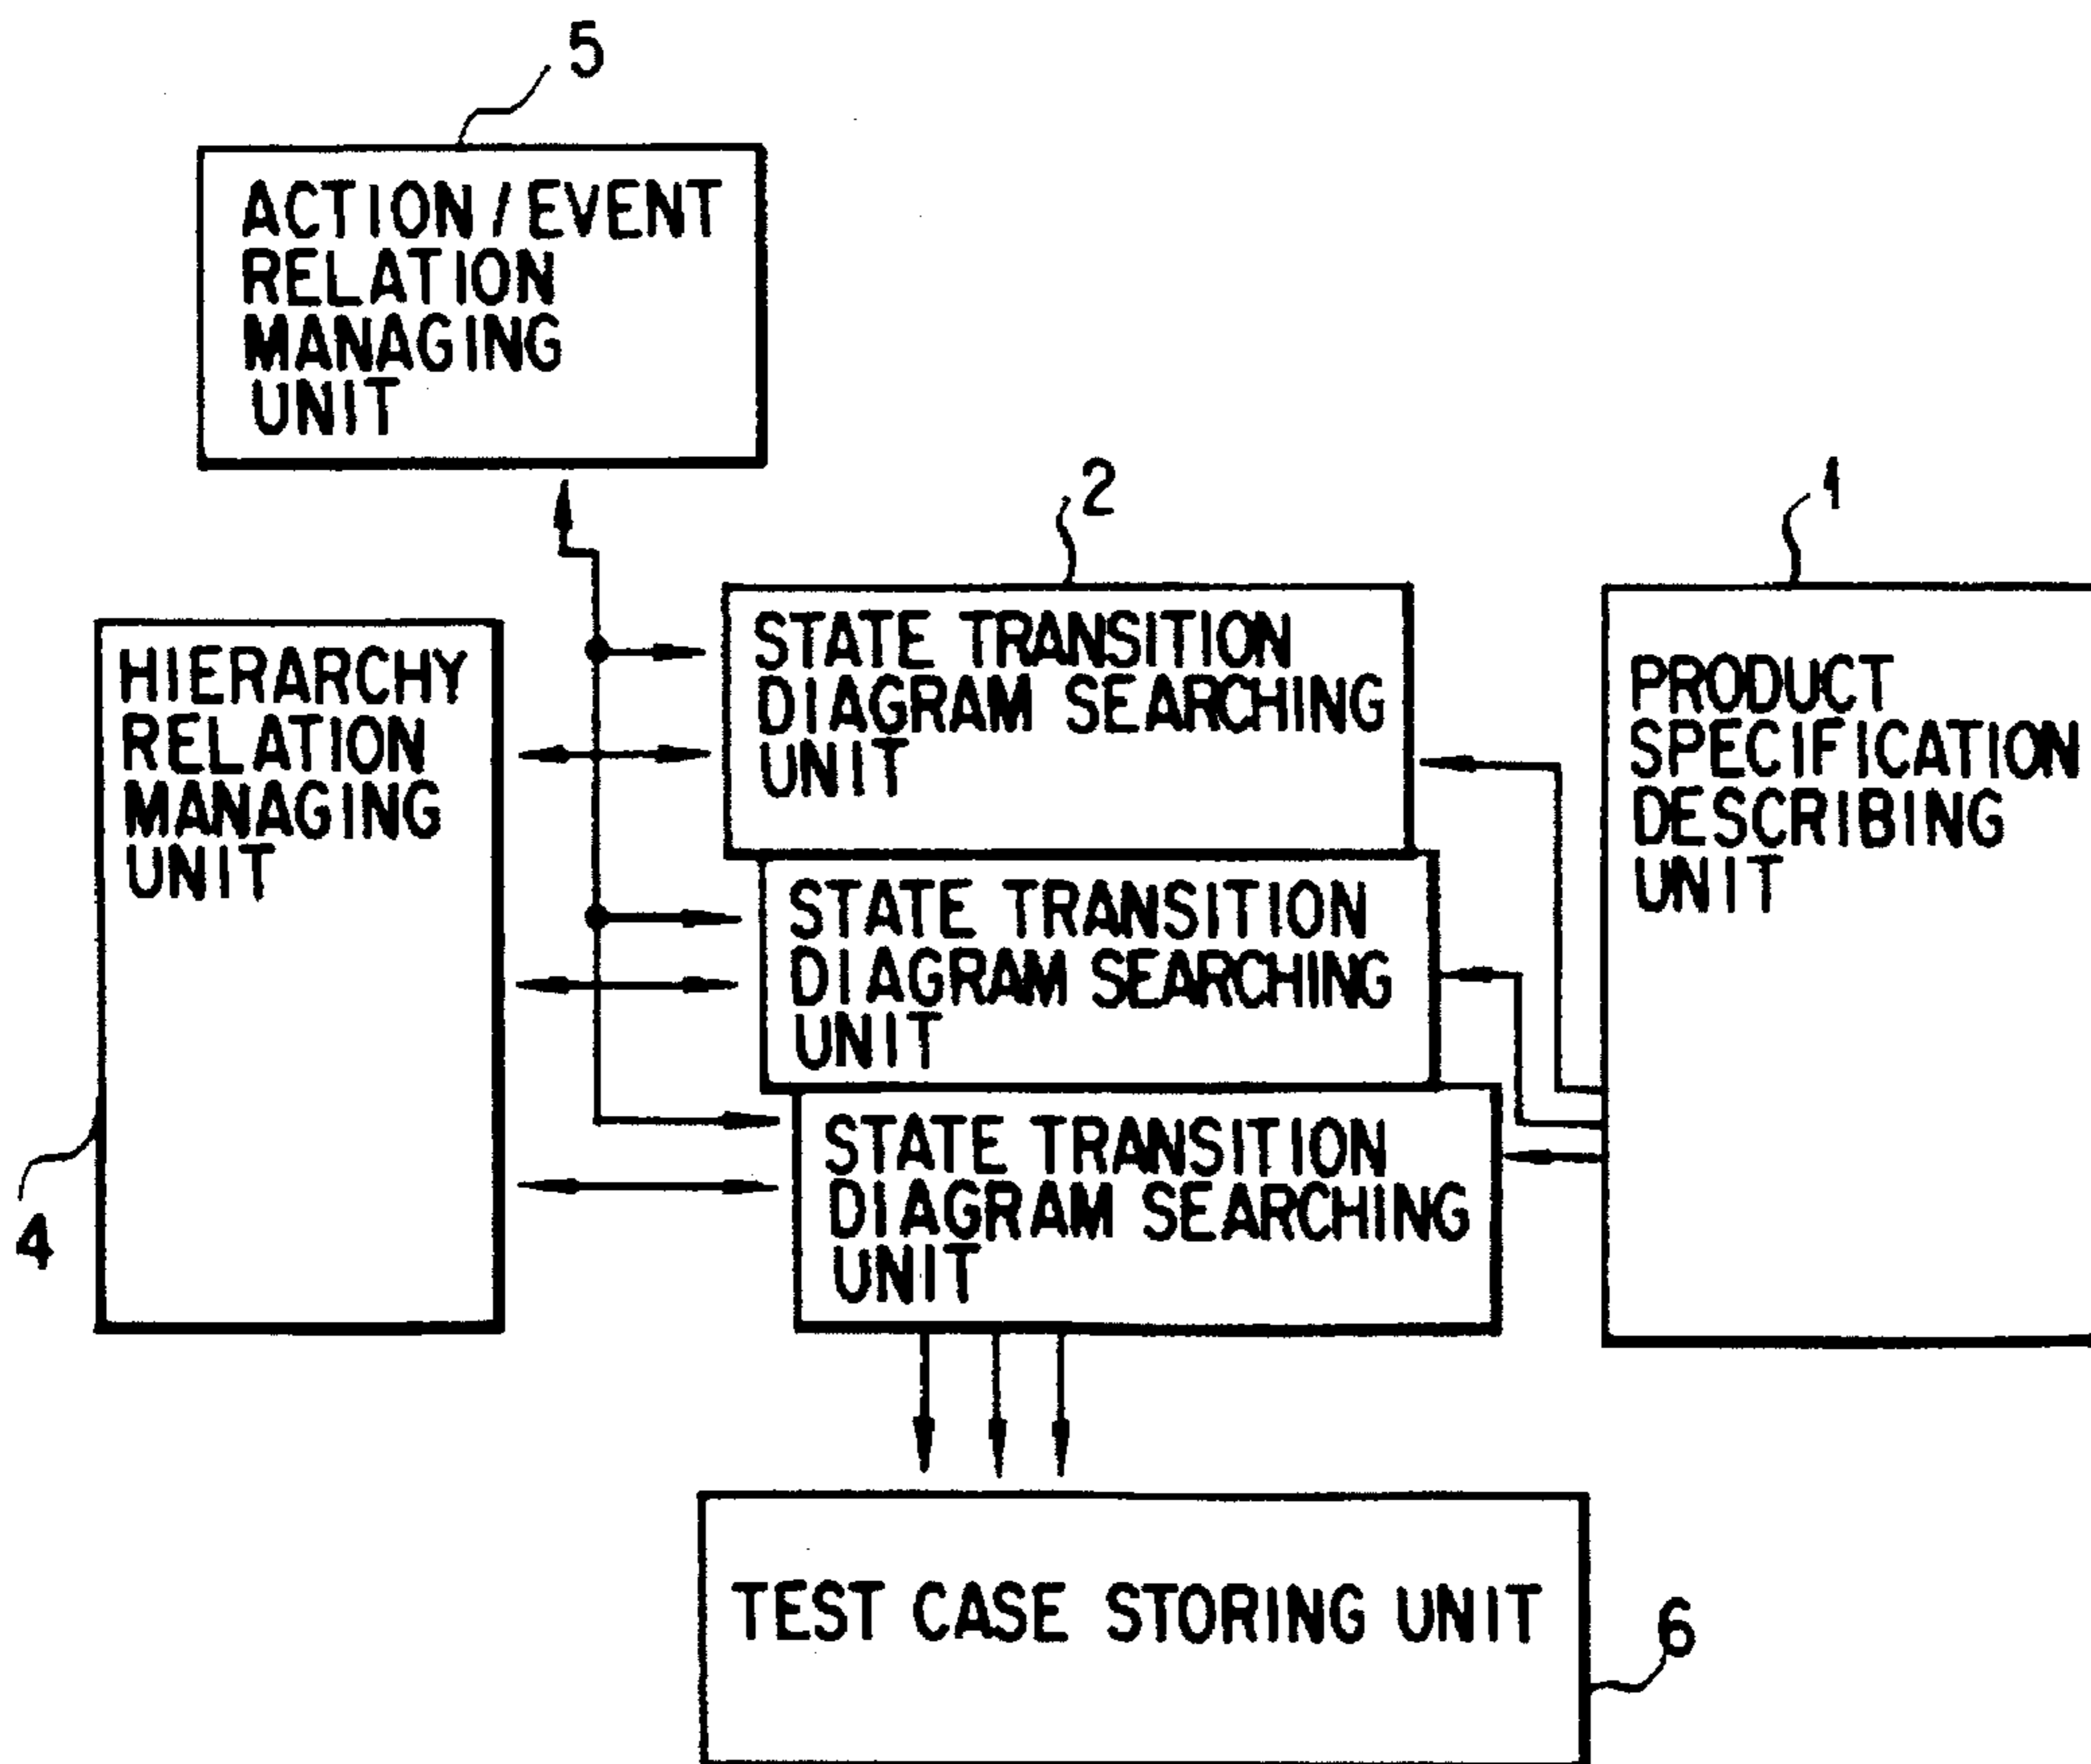 5
ACTION/EVENT
RELATION
MANAGING
UNIT
2
1
STATE TRANSITION
DIAGRAM SEARCHING
UNIT
HIERARCHY
RELATION
MANAGING
UNIT
PRODUCT
SPECIFICATION
DESCRIBING
UNIT
STATE TRANSITION
DIAGRAM SEARCHING
UNIT
STATE TRANSITION
DIAGRAM SEARCHING
UNIT
4
TEST CASE STORING UNIT
6